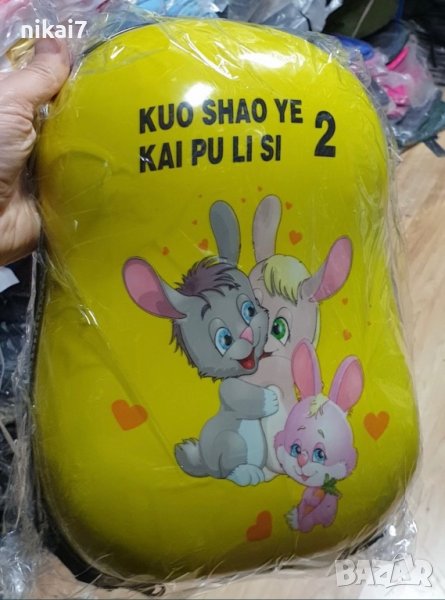 nikai7
KUO SHAO YE
KAI PU LI SI 2
Bazar